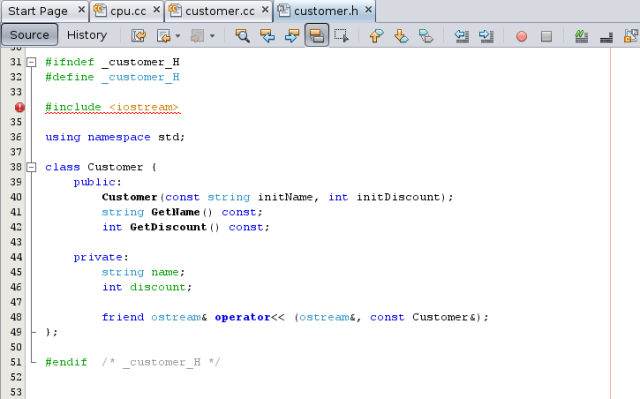 Start Page cpu.cc customer.cc customer.h
Source History
31 #ifndef _customer_H
32 #define _customer_H
33
#include <iostream>
35
36 using namespace std;
37
38 class Customer {
39 public:
40 Customer(const string initName, int initDiscount);
41 string GetName() const;
42 int GetDiscount() const;
43
44 private:
45 string name;
46 int discount;
47
48 friend ostream& operator<< (ostream&, const Customer&);
49 };
50
51 #endif /* _customer_H */
52
53